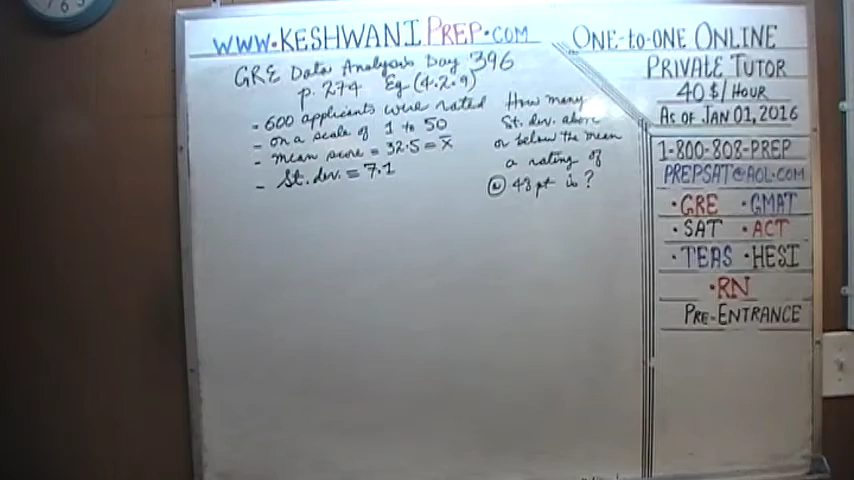 WWW.KESHWANIPREP.COM
GRE Data Analysis Day 396
p. 274 Eg (4.2.9)
- 600 applicants were rated
- on a scale of 1 to 50
- mean score = 32.5 = x̄
- St. dev. = 7.1
How many
St. dev. above
or below the mean
a rating of
(a) 48 pt is ?
ONE-to-ONE ONLINE
PRIVATE TUTOR
40 $/HOUR
AS OF JAN 01, 2016
1-800-808-PREP
PREPSAT@AOL.COM
• GRE • GMAT
• SAT • ACT
• TEAS • HESI
• RN
PRE-ENTRANCE